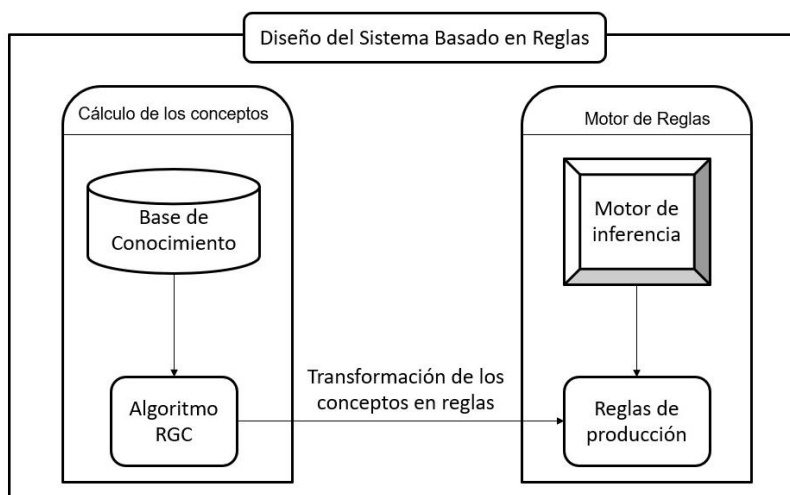 Diseño del Sistema Basado en Reglas
Cálculo de los conceptos
Base de
Conocimiento
Algoritmo
RGC
Transformación de los
conceptos en reglas
Motor de Reglas
Motor de
inferencia
Reglas de
producción